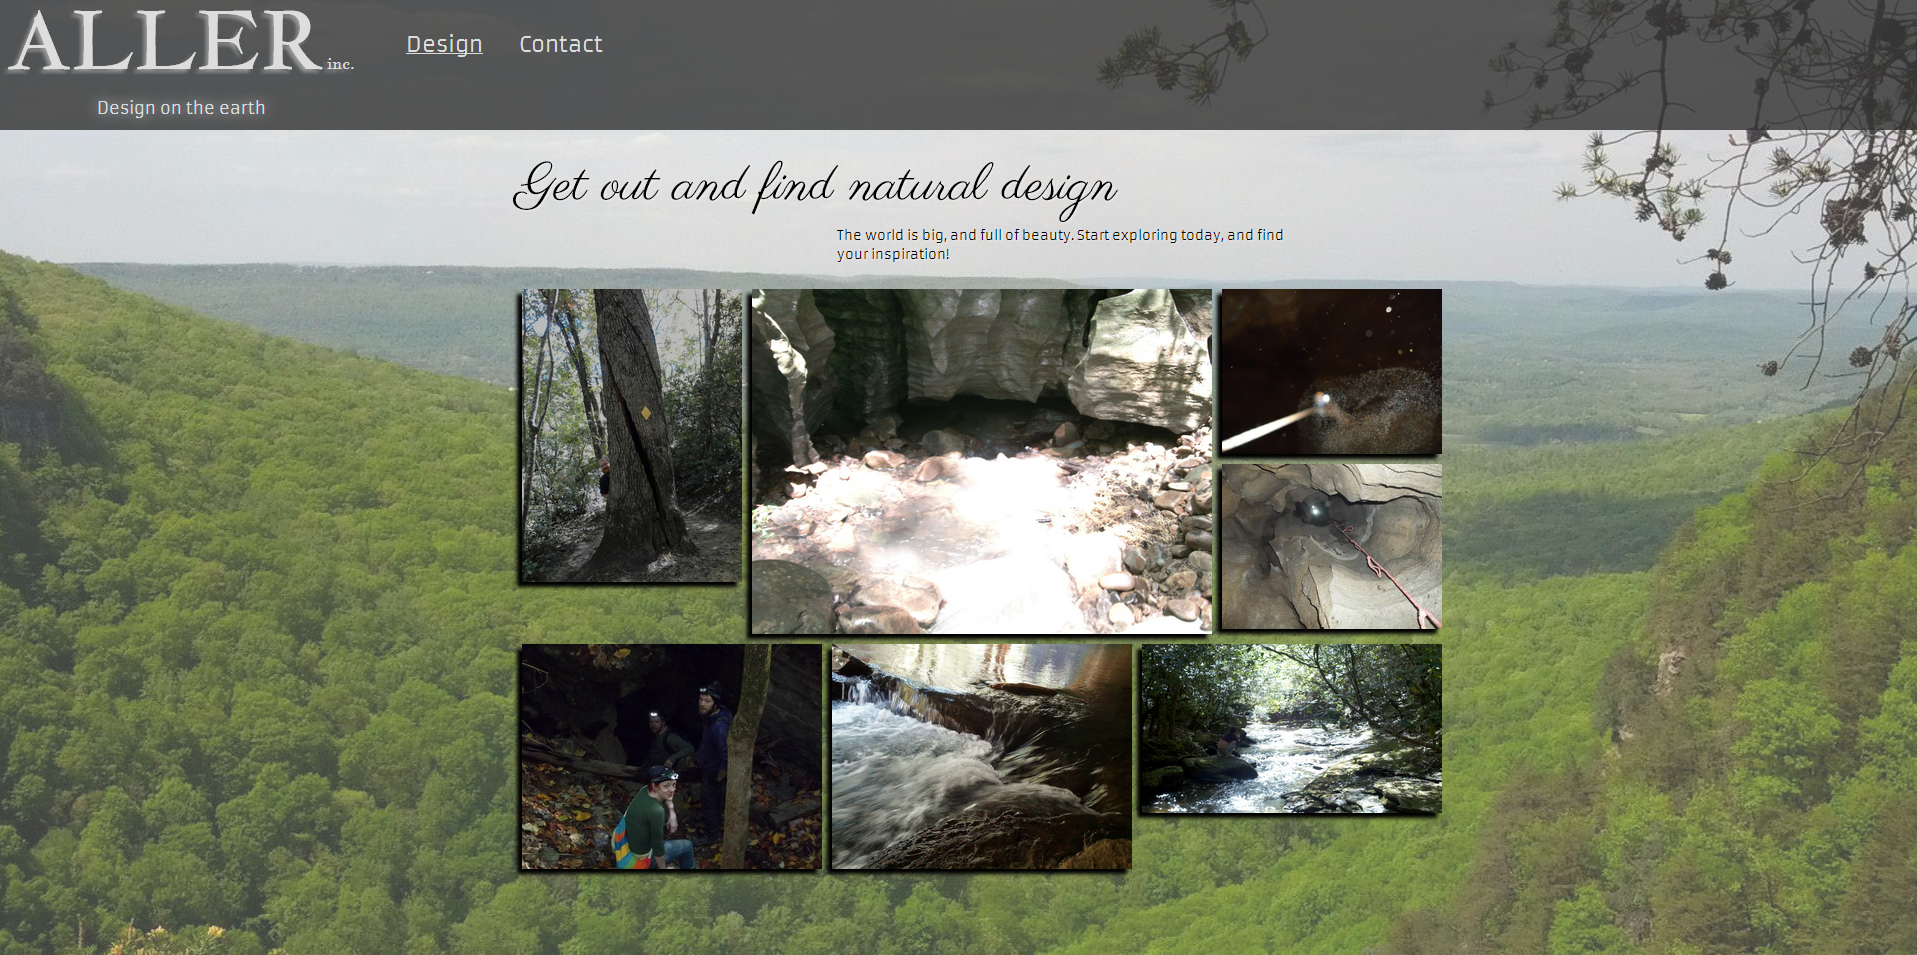 ALLER inc.
Design on the earth
Design
Contact
Get out and find natural design
The world is big, and full of beauty. Start exploring today, and find
your inspiration!